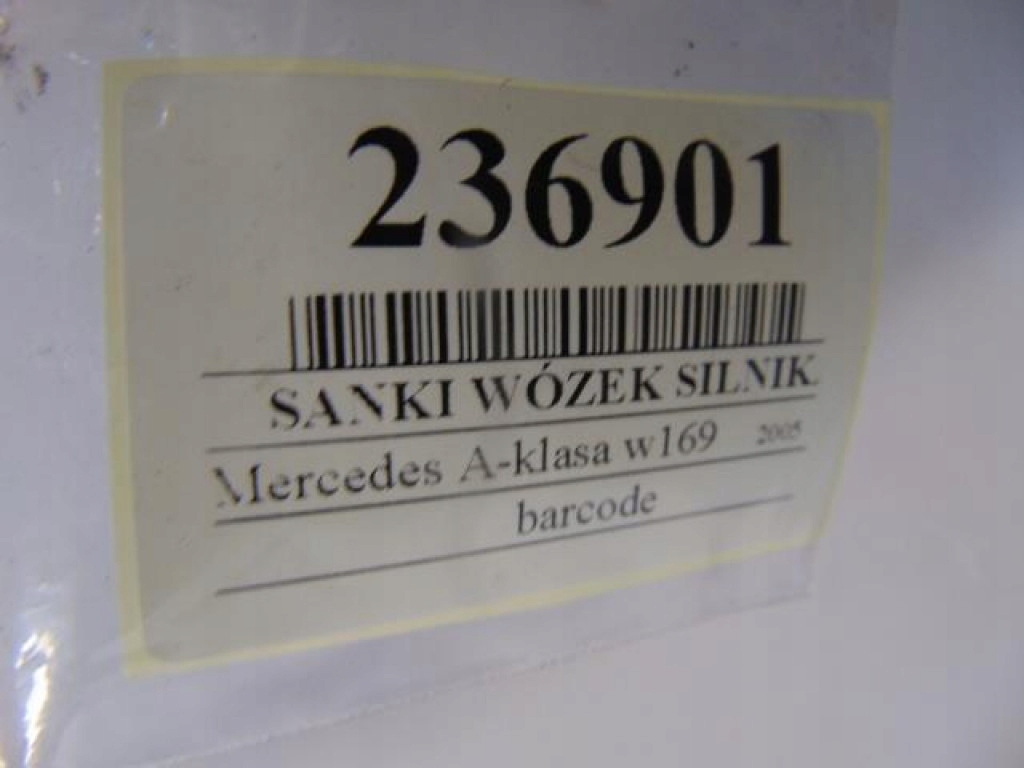 236901
SANKI WÓZEK SILNIK
Mercedes A-klasa w169 2005
barcode